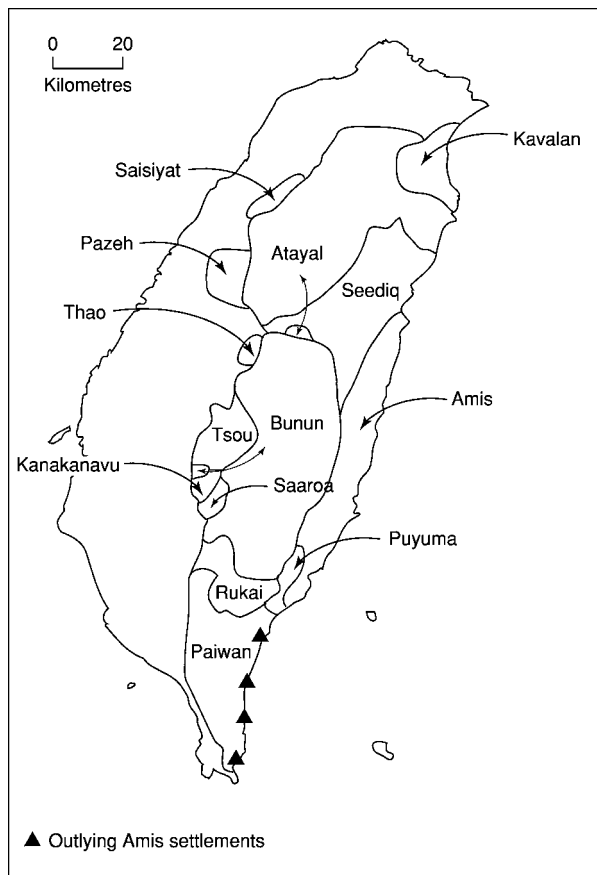 0 20
Kilometres
Kavalan
Saisiyat
Pazeh
Atayal
Seediq
Thao
Amis
Tsou
Bunun
Kanakanavu
Saaroa
Puyuma
Rukai
Paiwan
Outlying Amis settlements